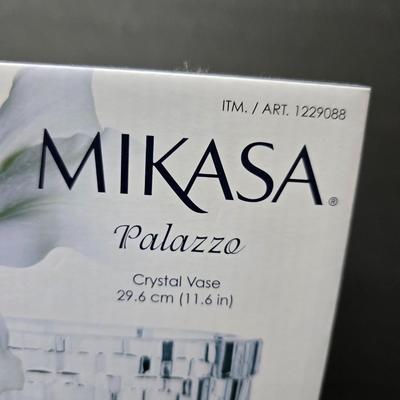 ITM. / ART. 1229088
MIKASA®
Palazzo
Crystal Vase
29.6 cm (11.6 in)